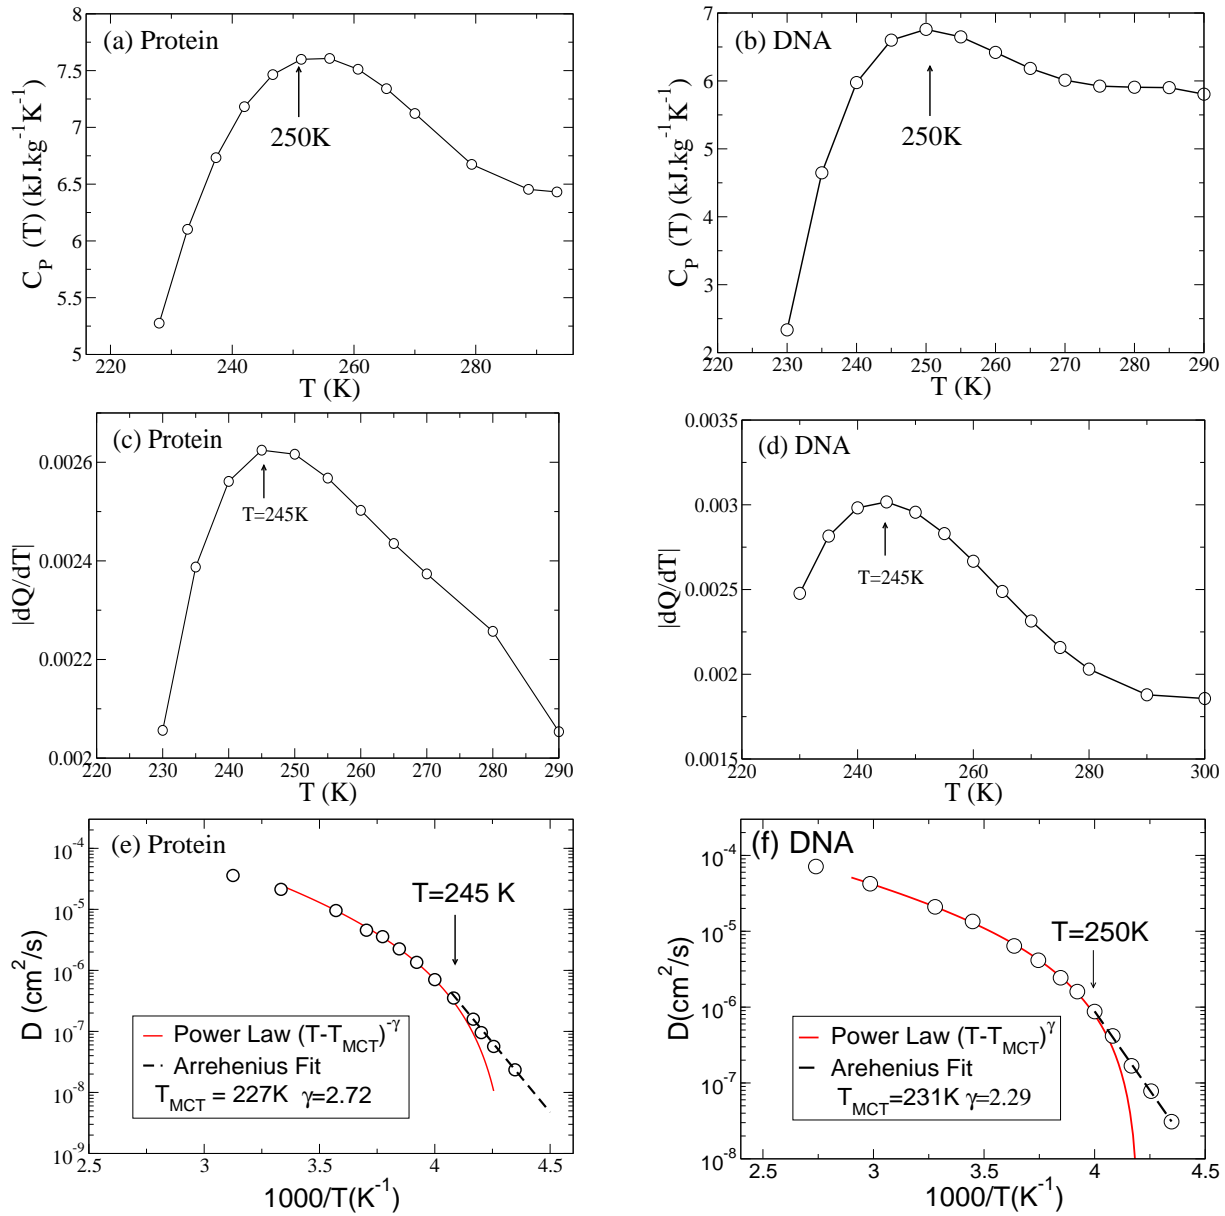 (a) Protein
8
7.5
7
6.5
6
5.5
5
C_P (T) (kJ.kg^-1K^-1)
250K
220 240 260 280
T (K)
(b) DNA
7
6
5
4
3
2
C_P (T) (kJ.kg^-1K^-1)
250K
220 230 240 250 260 270 280 290
T (K)
(c) Protein
0.0026
0.0024
0.0022
0.002
|dQ/dT|
T=245K
220 230 240 250 260 270 280 290
T (K)
(d) DNA
0.0035
0.003
0.0025
0.002
0.0015
|dQ/dT|
T=245K
220 240 260 280 300
T (K)
(e) Protein
10^-4
10^-5
10^-6
10^-7
10^-8
10^-9
D (cm^2/s)
T=245 K
Power Law (T-T_MCT)^-γ
Arrehenius Fit
T_MCT = 227K γ=2.72
2.5 3 3.5 4 4.5
1000/T(K^-1)
(f) DNA
10^-4
10^-5
10^-6
10^-7
10^-8
D(cm^2/s)
T=250K
Power Law (T-T_MCT)^γ
Arehenius Fit
T_MCT=231K γ=2.29
2.5 3 3.5 4 4.5
1000/T(K^-1)